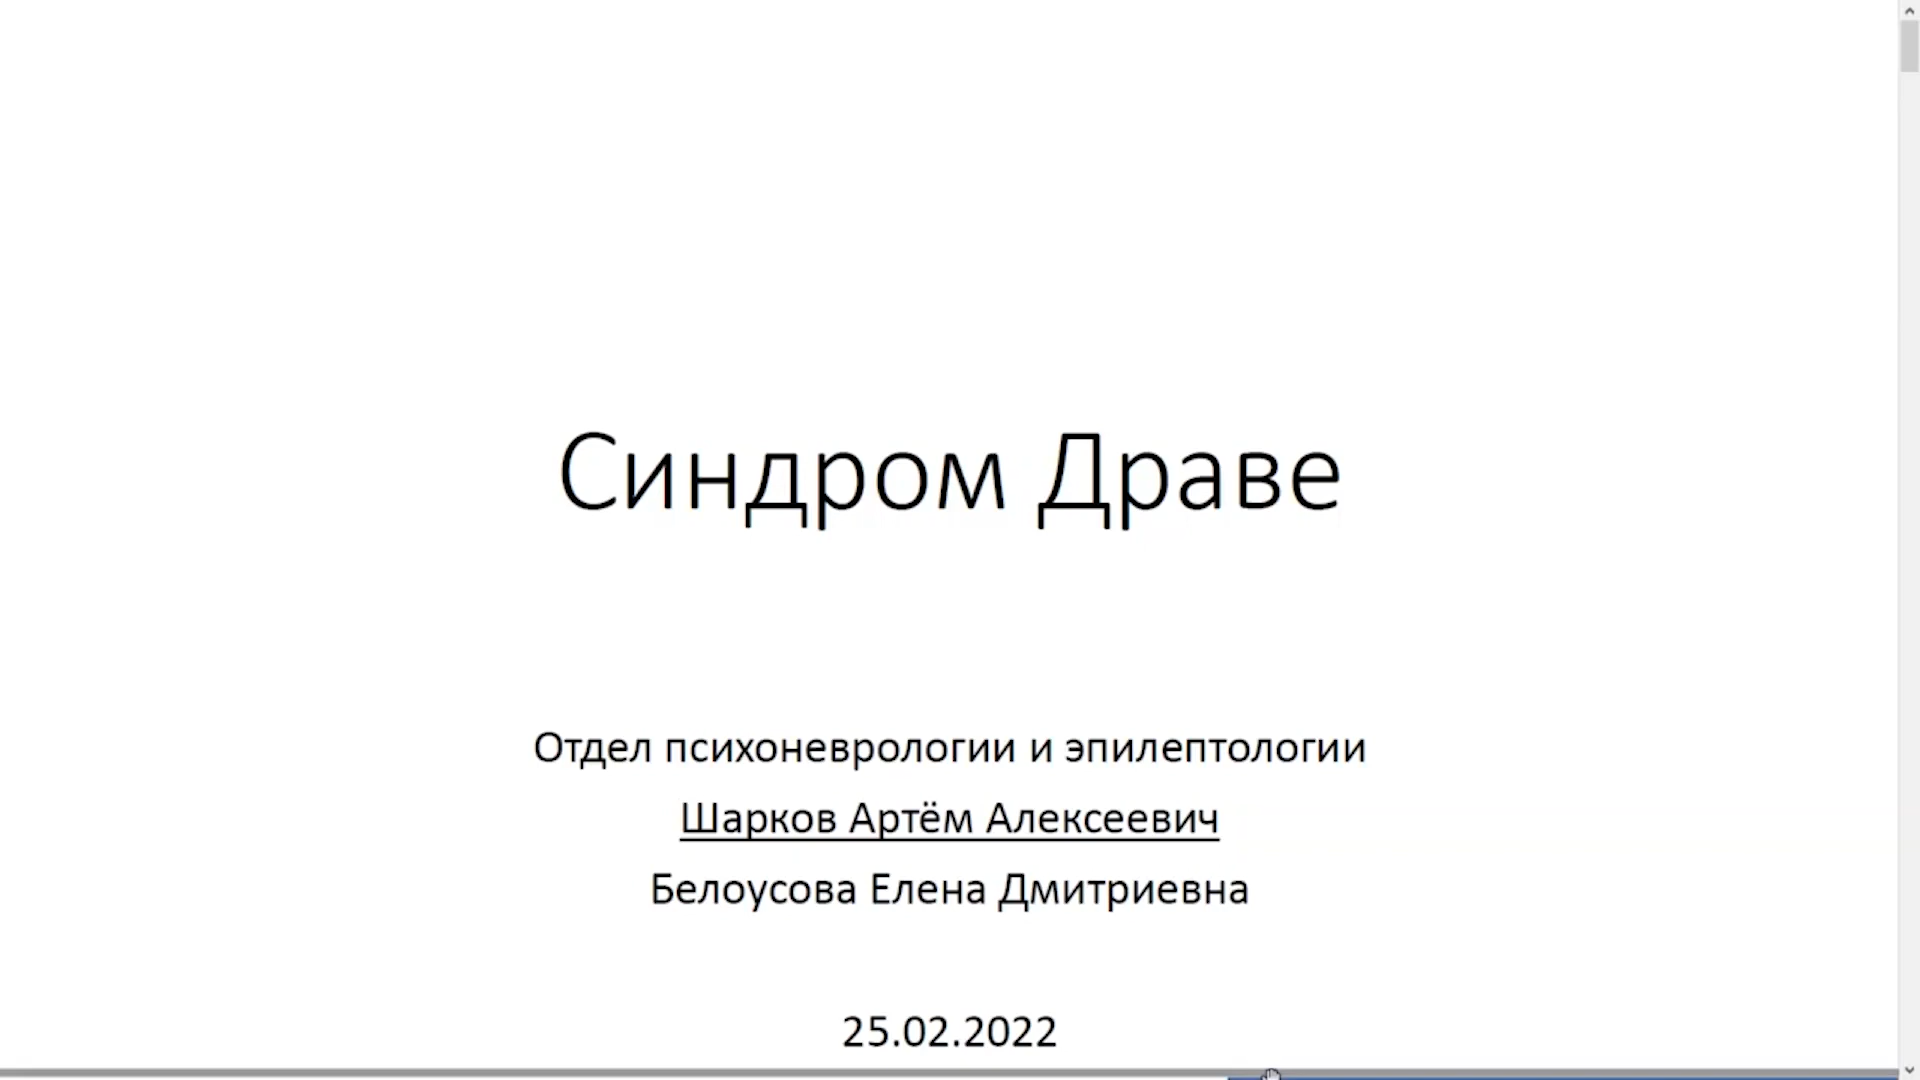 Синдром Драве
Отдел психоневрологии и эпилептологии
Шарков Артём Алексеевич
Белоусова Елена Дмитриевна
25.02.2022